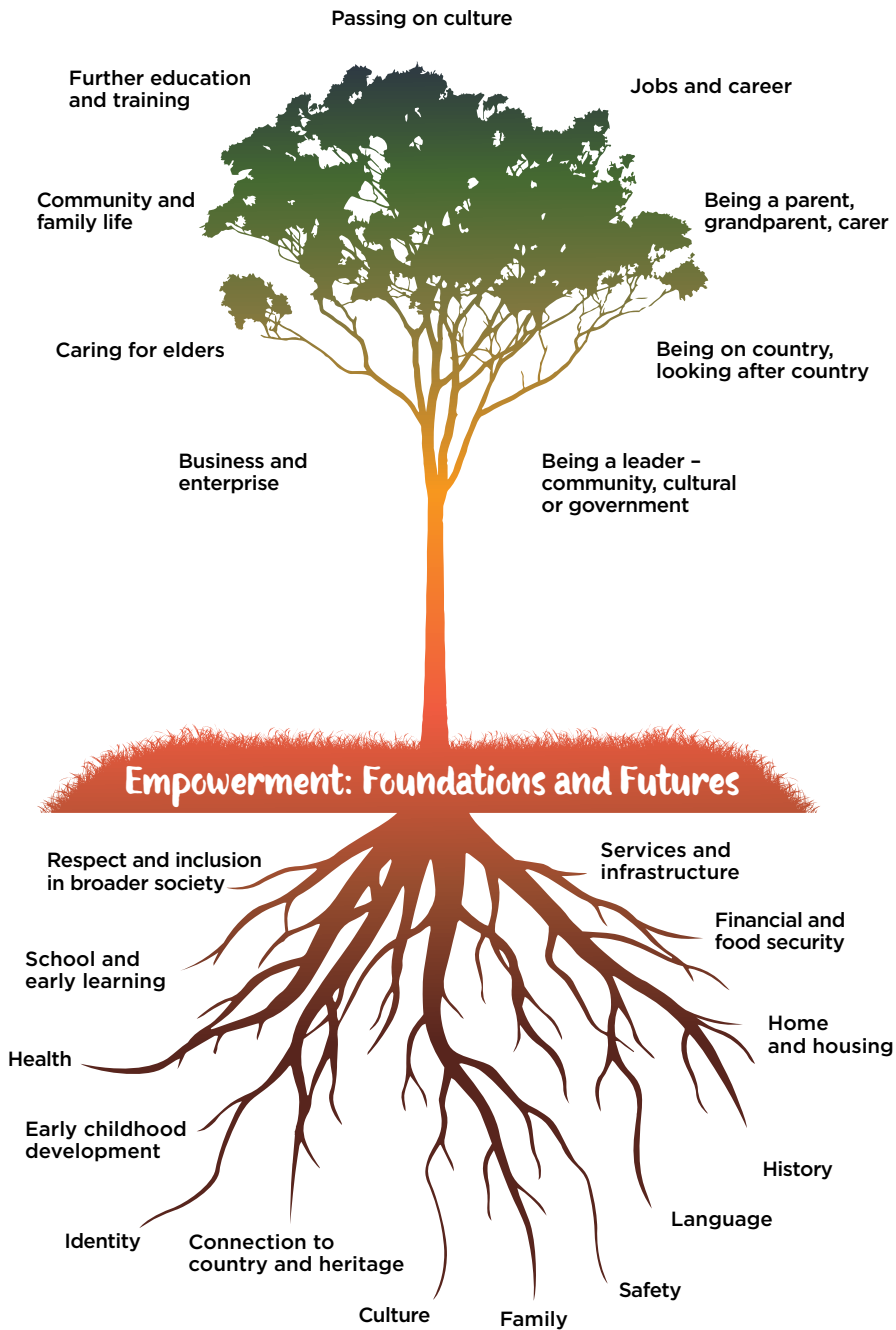 Passing on culture
Further education
and training
Jobs and career
Community and
family life
Being a parent,
grandparent, carer
Caring for elders
Being on country,
looking after country
Business and
enterprise
Being a leader –
community, cultural
or government
Empowerment: Foundations and Futures
Respect and inclusion
in broader society
Services and
infrastructure
Financial and
food security
School and
early learning
Home
and housing
Health
Early childhood
development
History
Language
Identity
Connection to
country and heritage
Safety
Culture
Family